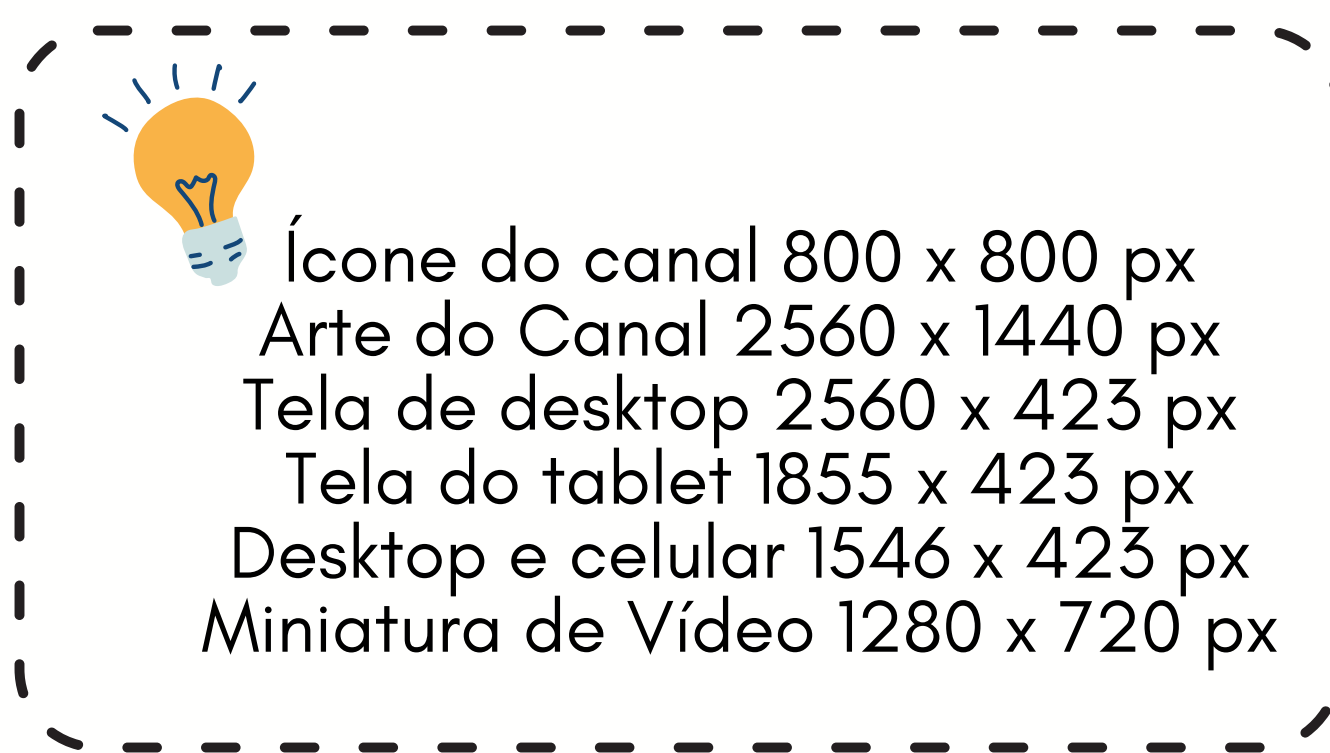 Ícone do canal 800 x 800 px
Arte do Canal 2560 x 1440 px
Tela de desktop 2560 x 423 px
Tela do tablet 1855 x 423 px
Desktop e celular 1546 x 423 px
Miniatura de Vídeo 1280 x 720 px